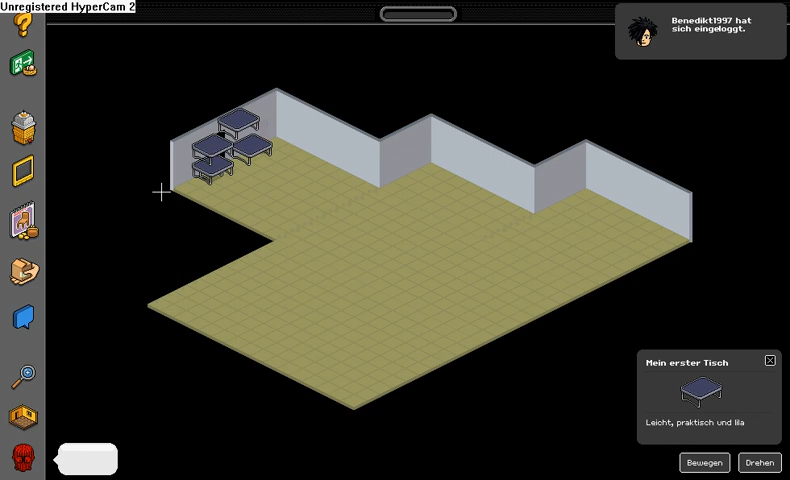 Unregistered HyperCam 2
Benedikt1997 hat
sich eingeloggt.
Mein erster Tisch
Leicht, praktisch und lila
Bewegen
Drehen